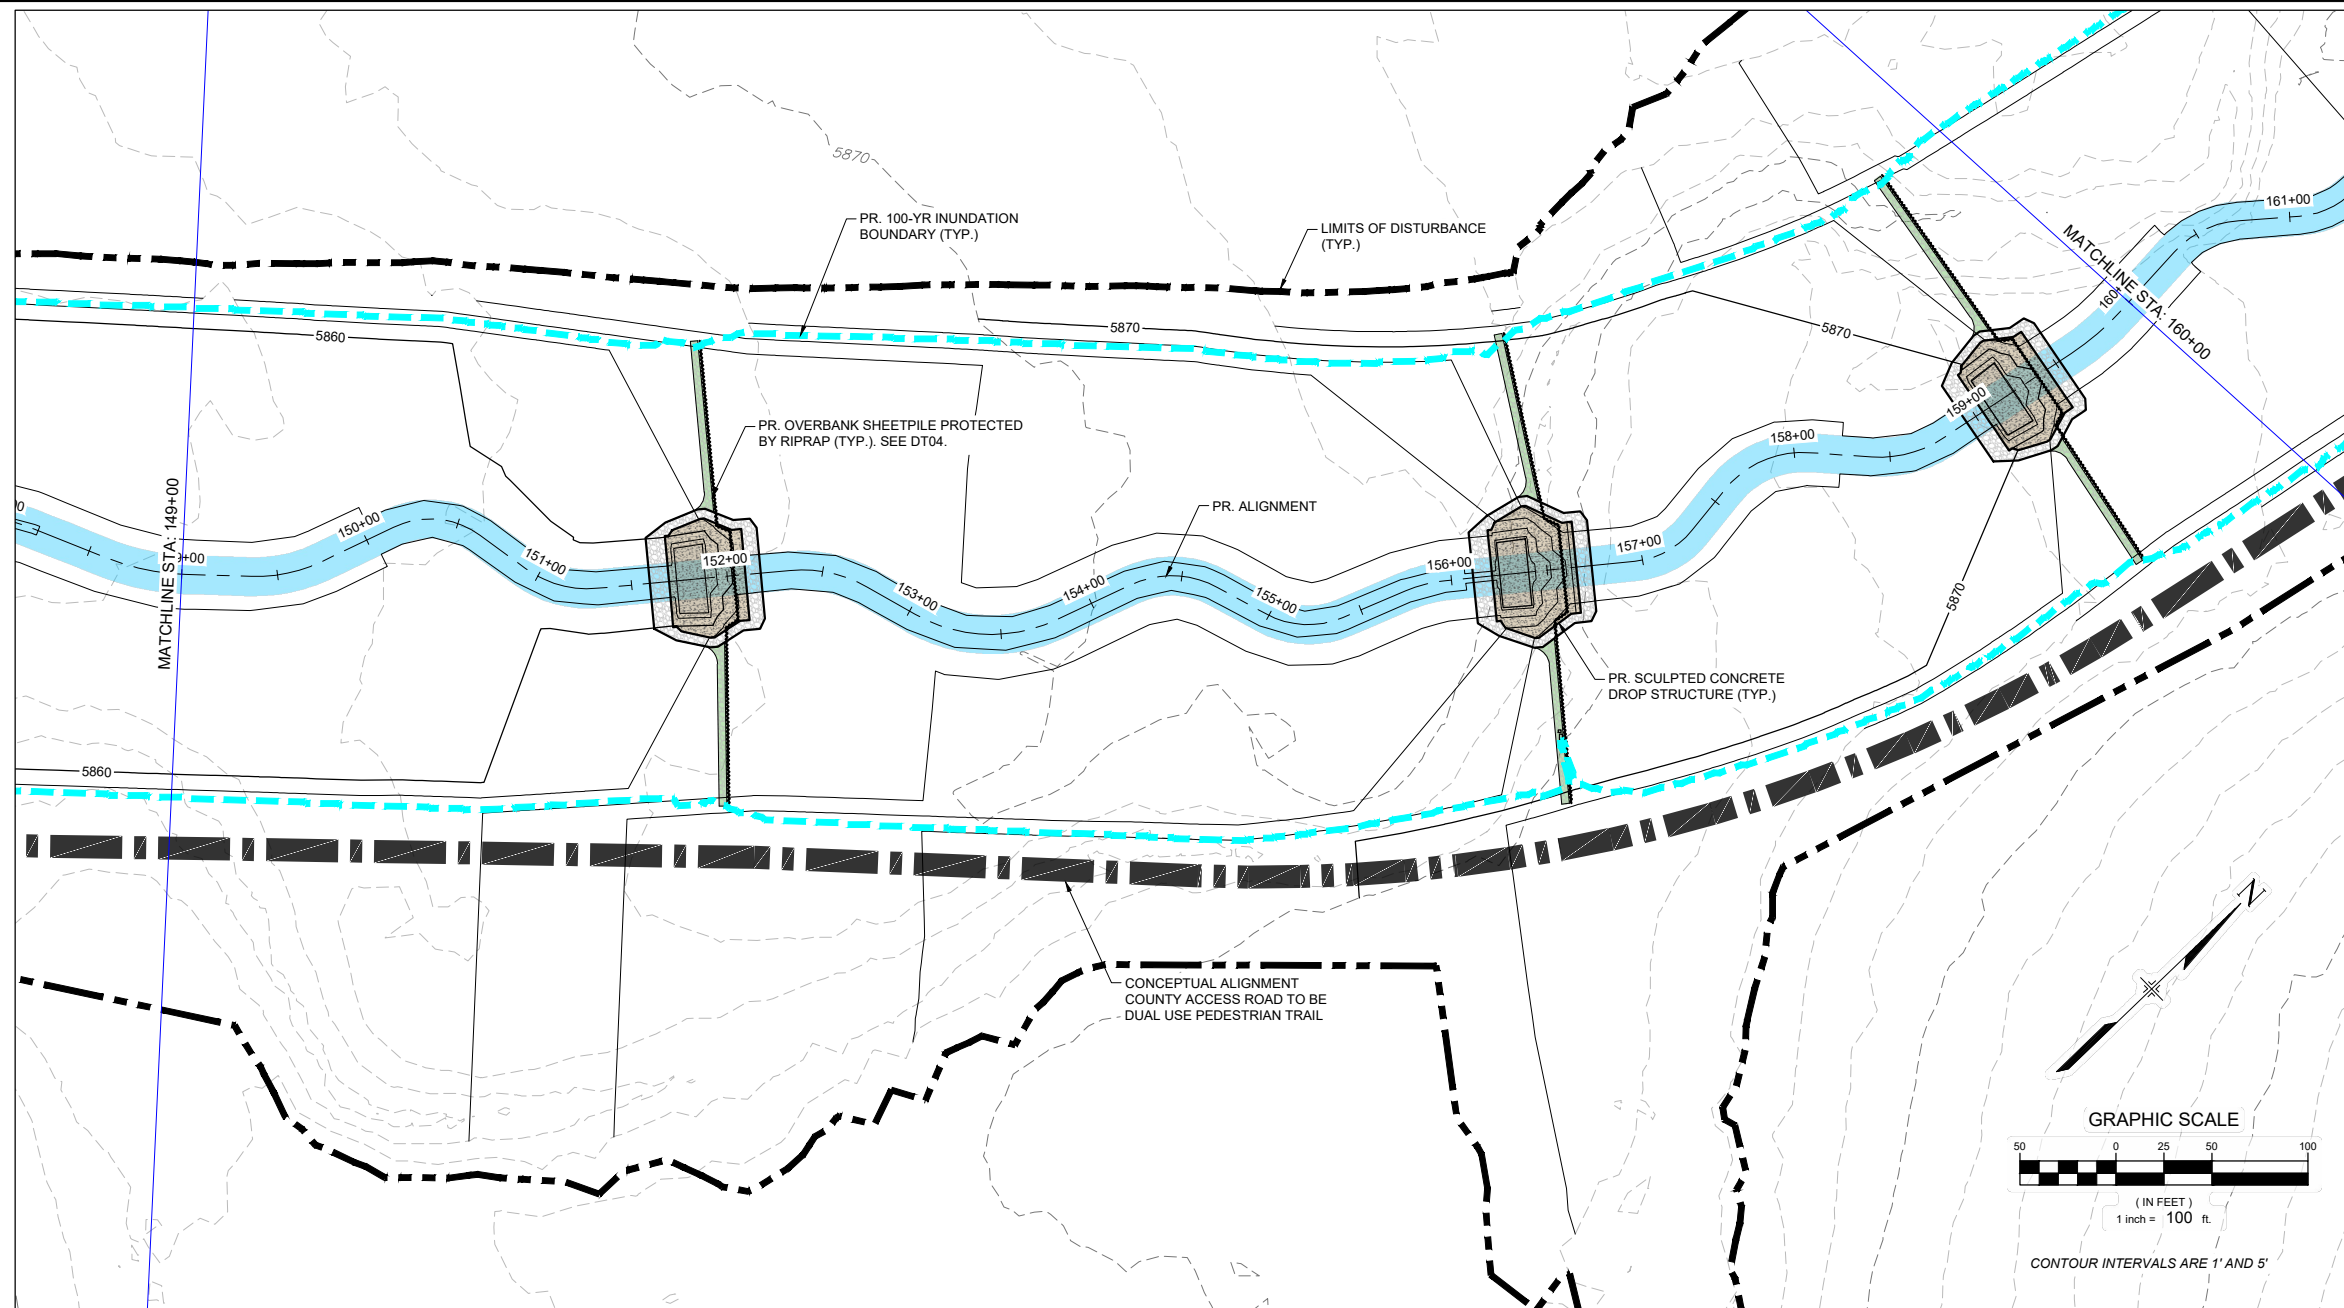 5870
PR. 100-YR INUNDATION
BOUNDARY (TYP.)
LIMITS OF DISTURBANCE
(TYP.)
161+00
MATCHLINE STA: 160+00
160+
5860
5870
5870
159+00
PR. OVERBANK SHEETPILE PROTECTED
BY RIPRAP (TYP.). SEE DT04.
158+00
MATCHLINE STA: 149+00
PR. ALIGNMENT
150+00
9+00
151+00
152+00
153+00
154+00
155+00
156+00
157+00
5870
PR. SCULPTED CONCRETE
DROP STRUCTURE (TYP.)
5860
N
CONCEPTUAL ALIGNMENT
COUNTY ACCESS ROAD TO BE
DUAL USE PEDESTRIAN TRAIL
GRAPHIC SCALE
50 0 25 50 100
( IN FEET )
1 inch = 100 ft.
CONTOUR INTERVALS ARE 1' AND 5'